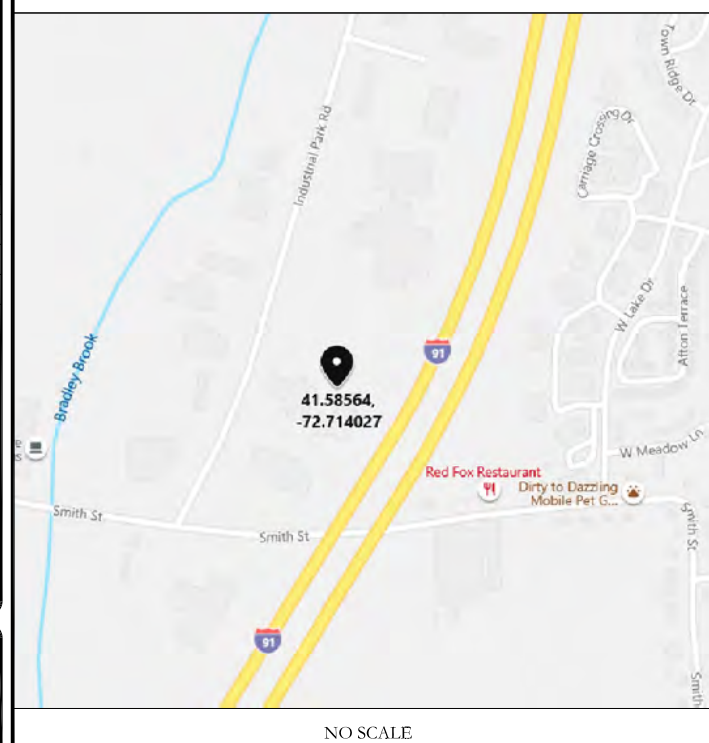 Town Ridge Dr
Carriage Crossing Dr
Industrial Park Rd
W Lake Dr
Afton Terrace
91
Bradley Brook
41.58564,
-72.714027
W Meadow Ln
Red Fox Restaurant
Dirty to Dazzling
Mobile Pet G...
Smith St
Smith St
Smith St
91
Smith
NO SCALE